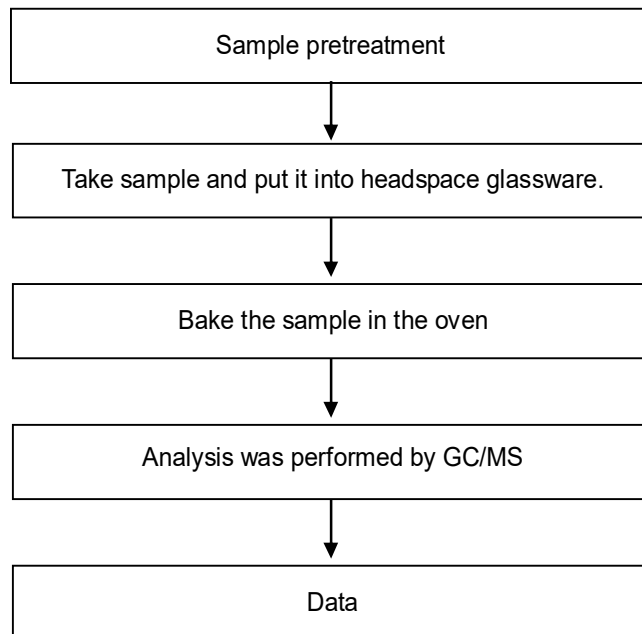 Sample pretreatment
Take sample and put it into headspace glassware.
Bake the sample in the oven
Analysis was performed by GC/MS
Data